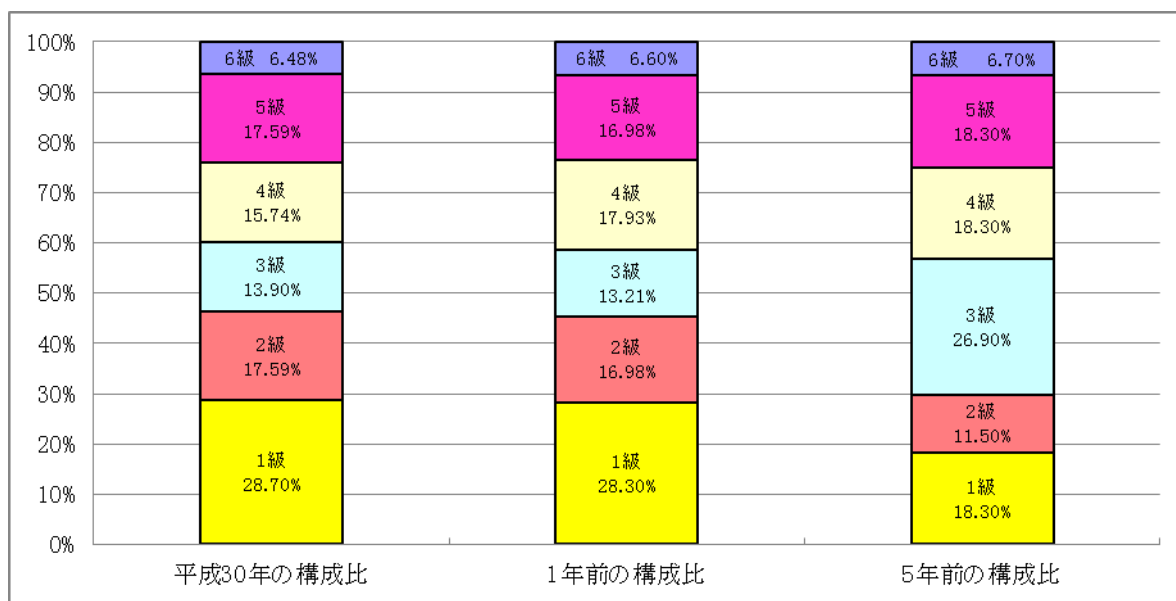 100%
90%
80%
70%
60%
50%
40%
30%
20%
10%
0%
6級 6.48%
5級
17.59%
4級
15.74%
3級
13.90%
2級
17.59%
1級
28.70%
6級 6.60%
5級
16.98%
4級
17.93%
3級
13.21%
2級
16.98%
1級
28.30%
6級 6.70%
5級
18.30%
4級
18.30%
3級
26.90%
2級
11.50%
1級
18.30%
平成30年の構成比
1年前の構成比
5年前の構成比